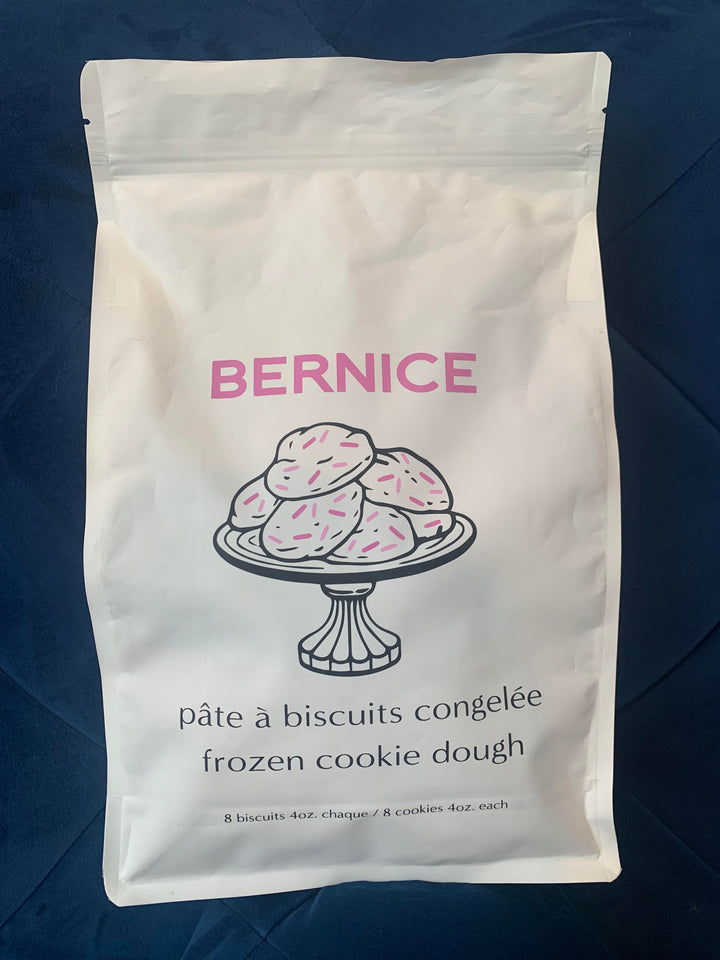 BERNICE
pâte à biscuits congelée
frozen cookie dough
8 biscuits 4oz. chaque / 8 cookies 4oz. each